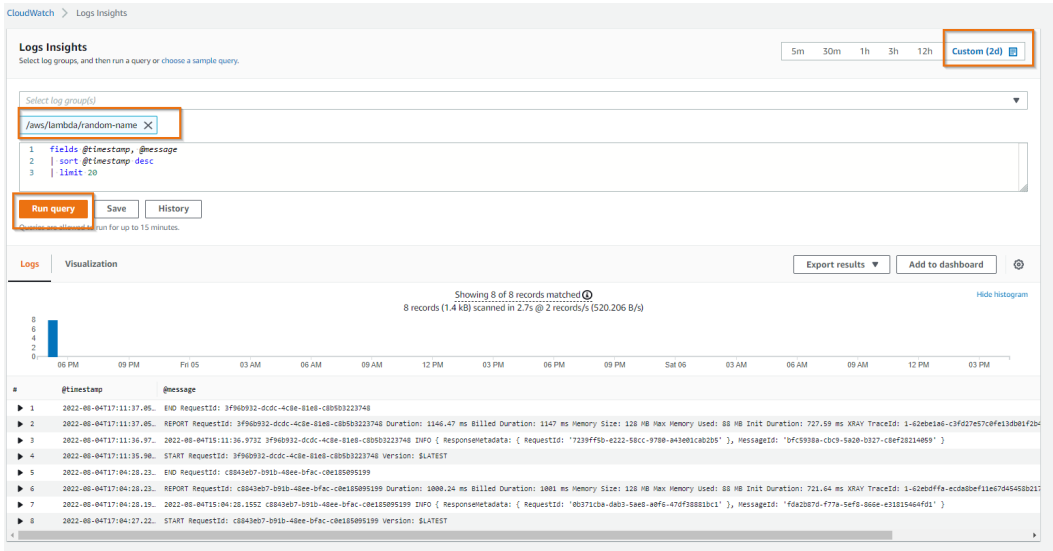 CloudWatch > Logs Insights
Logs Insights
Select log groups, and then run a query or choose a sample query.
5m 30m 1h 3h 12h Custom (2d)
Select log group(s)
/aws/lambda/random-name
1 fields @timestamp, @message
2 | sort @timestamp desc
3 | limit 20
Run query Save History
Queries are allowed to run for up to 15 minutes.
Logs Visualization
Export results Add to dashboard
Showing 8 of 8 records matched
8 records (1.4 kB) scanned in 2.7s @ 2 records/s (520.206 B/s)
Hide histogram
8
6
4
2
0
06 PM 09 PM Fri 05 03 AM 06 AM 09 AM 12 PM 03 PM 06 PM 09 PM Sat 06 03 AM 06 AM 09 AM 12 PM 03 PM
# @timestamp @message
1 2022-08-04T17:11:37.05… END RequestId: 3f96b932-dcdc-4c8e-81e8-c8b5b3223748
2 2022-08-04T17:11:37.05… REPORT RequestId: 3f96b932-dcdc-4c8e-81e8-c8b5b3223748 Duration: 1146.47 ms Billed Duration: 1147 ms Memory Size: 128 MB Max Memory Used: 88 MB Init Duration: 727.59 ms XRAY TraceId: 1-62ebe1a6-c3fd27e57c0fe13db01f2b4
3 2022-08-04T17:11:36.97… 2022-08-04T15:11:36.973Z 3f96b932-dcdc-4c8e-81e8-c8b5b3223748 INFO { ResponseMetadata: { RequestId: '7239ff5b-e222-58cc-9780-a43e01cab2b5' }, MessageId: 'bfc5938a-cbc9-5a20-b327-c8ef28214059' }
4 2022-08-04T17:11:35.90… START RequestId: 3f96b932-dcdc-4c8e-81e8-c8b5b3223748 Version: $LATEST
5 2022-08-04T17:04:28.23… END RequestId: c8843eb7-b91b-48ee-bfac-c0e185095199
6 2022-08-04T17:04:28.23… REPORT RequestId: c8843eb7-b91b-48ee-bfac-c0e185095199 Duration: 1000.24 ms Billed Duration: 1001 ms Memory Size: 128 MB Max Memory Used: 88 MB Init Duration: 721.64 ms XRAY TraceId: 1-62ebdffa-ecda8bef11e67d45458b217
7 2022-08-04T17:04:28.19… 2022-08-04T15:04:28.155Z c8843eb7-b91b-48ee-bfac-c0e185095199 INFO { ResponseMetadata: { RequestId: '0b371cba-dab3-5ae8-a0f6-47df38881bc1' }, MessageId: 'fda2b87d-f77a-5ef8-866e-e31815464fd1' }
8 2022-08-04T17:04:27.22… START RequestId: c8843eb7-b91b-48ee-bfac-c0e185095199 Version: $LATEST